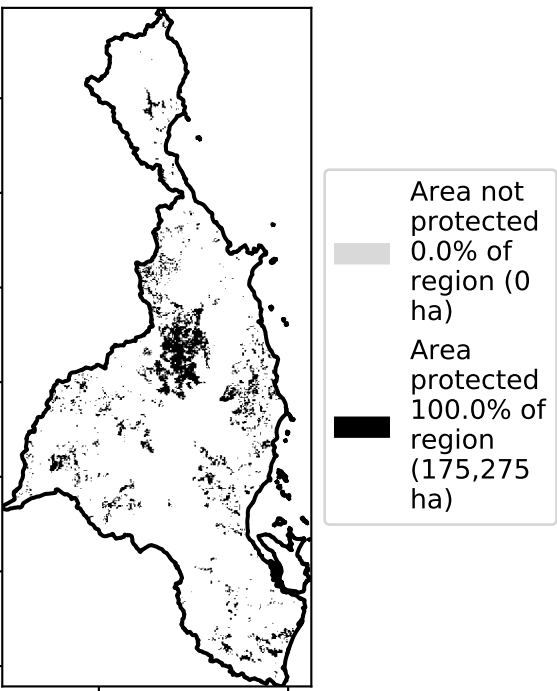 Area not
protected
0.0% of
region (0
ha)
Area
protected
100.0% of
region
(175,275
ha)